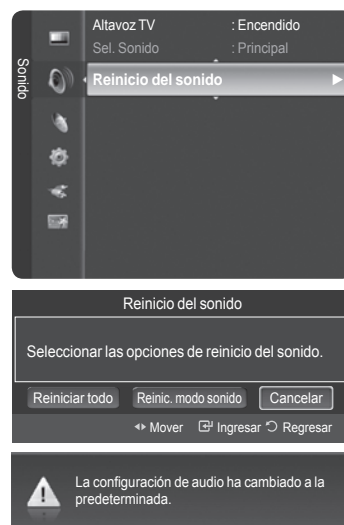 Sonido
Altavoz TV : Encendido
Sel. Sonido : Principal
Reinicio del sonido
Reinicio del sonido
Seleccionar las opciones de reinicio del sonido.
Reiniciar todo Reinic. modo sonido Cancelar
Mover Ingresar Regresar
La configuración de audio ha cambiado a la
predeterminada.